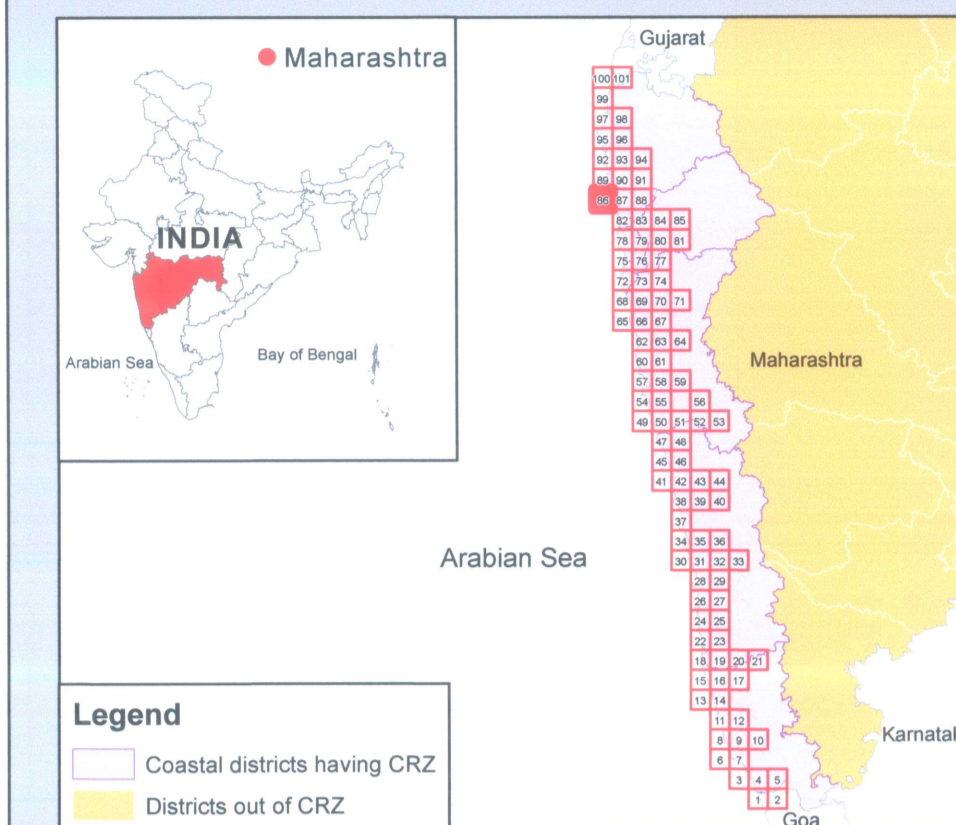 Maharashtra
INDIA
Arabian Sea
Bay of Bengal
Gujarat
100 101
99
97 98
95 96
92 93 94
89 90 91
86 87 88
82 83 84 85
78 79 80 81
75 76 77
72 73 74
68 69 70 71
65 66 67
62 63 64
60 61
57 58 59
54 55 56
49 50 51 52 53
47 48
45 46
41 42 43 44
38 39 40
37
34 35 36
30 31 32 33
28 29
26 27
24 25
22 23
18 19 20 21
15 16 17
13 14
11 12
8 9 10
6 7
3 4 5
1 2
Maharashtra
Arabian Sea
Karnatak
Goa
Legend
Coastal districts having CRZ
Districts out of CRZ